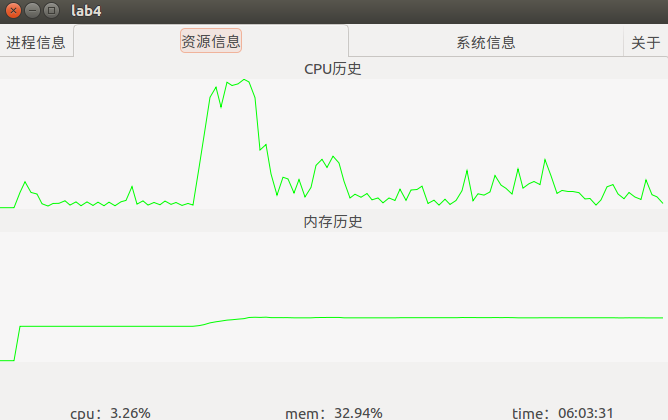 lab4
进程信息 资源信息 系统信息 关于
CPU历史
内存历史
cpu：3.26% mem：32.94% time：06:03:31